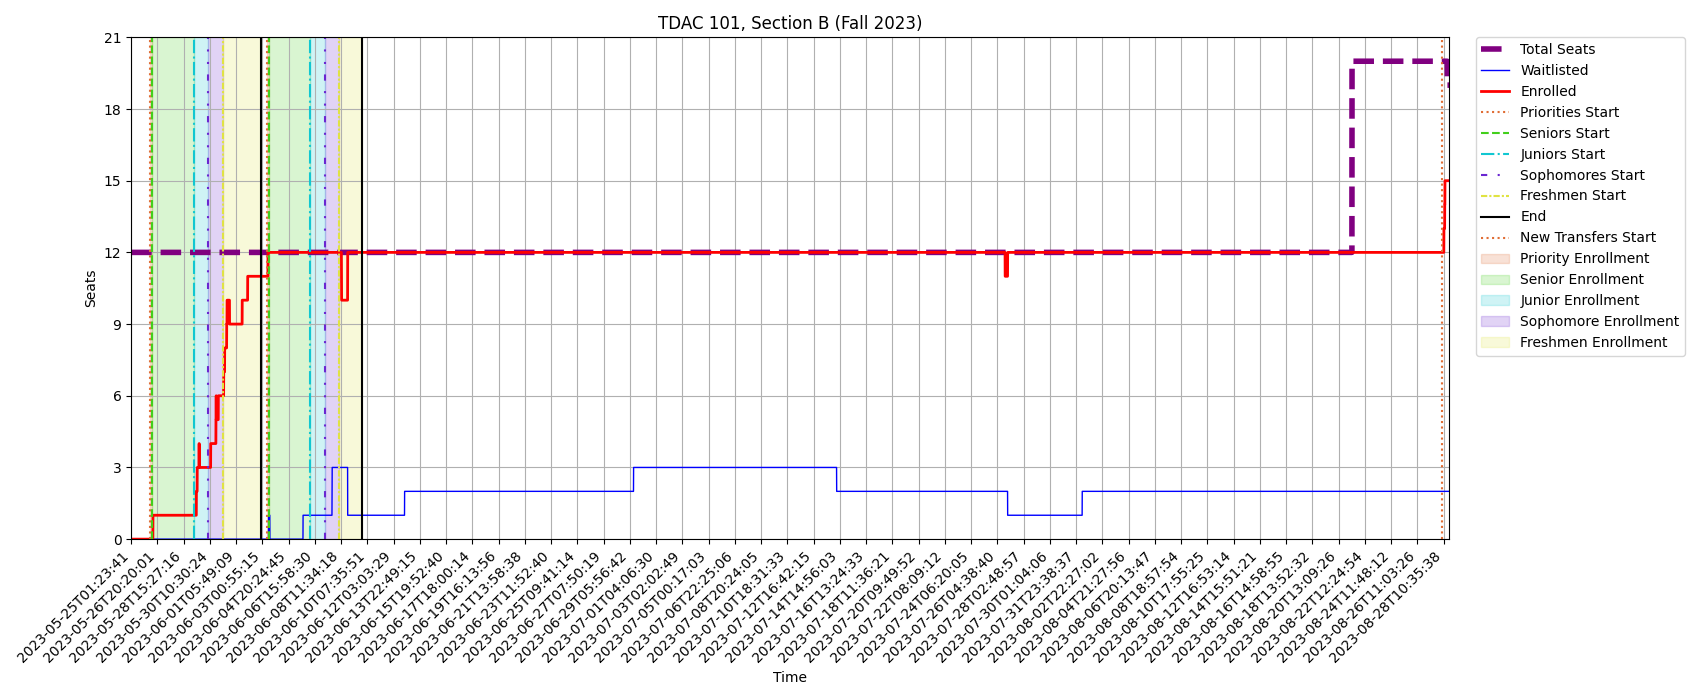 TDAC 101, Section B (Fall 2023)
21
18
15
12
9
6
3
0
Seats
2023-05-25T01:23:41
2023-05-26T20:20:01
2023-05-28T15:27:16
2023-05-30T10:30:24
2023-06-01T05:49:09
2023-06-03T00:55:15
2023-06-04T20:24:45
2023-06-06T15:58:30
2023-06-08T11:34:18
2023-06-10T07:35:51
2023-06-12T03:03:29
2023-06-13T22:49:15
2023-06-15T19:52:40
2023-06-17T18:00:14
2023-06-19T16:13:56
2023-06-21T13:58:38
2023-06-23T11:52:40
2023-06-25T09:41:14
2023-06-27T07:50:19
2023-06-29T05:56:42
2023-07-01T04:06:30
2023-07-03T02:02:49
2023-07-05T00:17:03
2023-07-06T22:25:06
2023-07-08T20:24:05
2023-07-10T18:31:33
2023-07-12T16:42:15
2023-07-14T14:56:03
2023-07-16T13:24:33
2023-07-18T11:36:21
2023-07-20T09:49:52
2023-07-22T08:09:12
2023-07-24T06:20:05
2023-07-26T04:38:40
2023-07-28T02:48:57
2023-07-30T01:04:06
2023-07-31T23:38:37
2023-08-02T22:27:02
2023-08-04T21:27:56
2023-08-06T20:13:47
2023-08-08T18:57:54
2023-08-10T17:55:25
2023-08-12T16:53:14
2023-08-14T15:51:21
2023-08-16T14:58:55
2023-08-18T13:52:32
2023-08-20T13:09:26
2023-08-22T12:24:54
2023-08-24T11:48:12
2023-08-26T11:03:26
2023-08-28T10:35:38
Time
Total Seats
Waitlisted
Enrolled
Priorities Start
Seniors Start
Juniors Start
Sophomores Start
Freshmen Start
End
New Transfers Start
Priority Enrollment
Senior Enrollment
Junior Enrollment
Sophomore Enrollment
Freshmen Enrollment